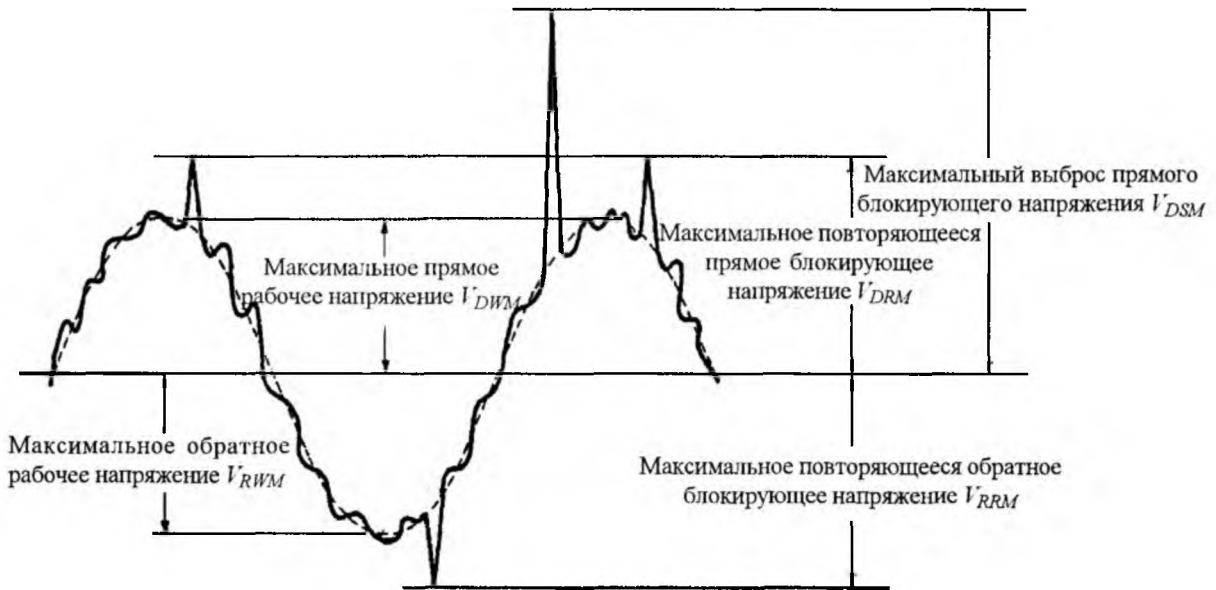 Максимальный выброс прямого
блокирующего напряжения V_DSM
Максимальное повторяющееся
прямое блокирующее
напряжение V_DRM
Максимальное прямое
рабочее напряжение V_DWM
Максимальное обратное
рабочее напряжение V_RWM
Максимальное повторяющееся обратное
блокирующее напряжение V_RRM